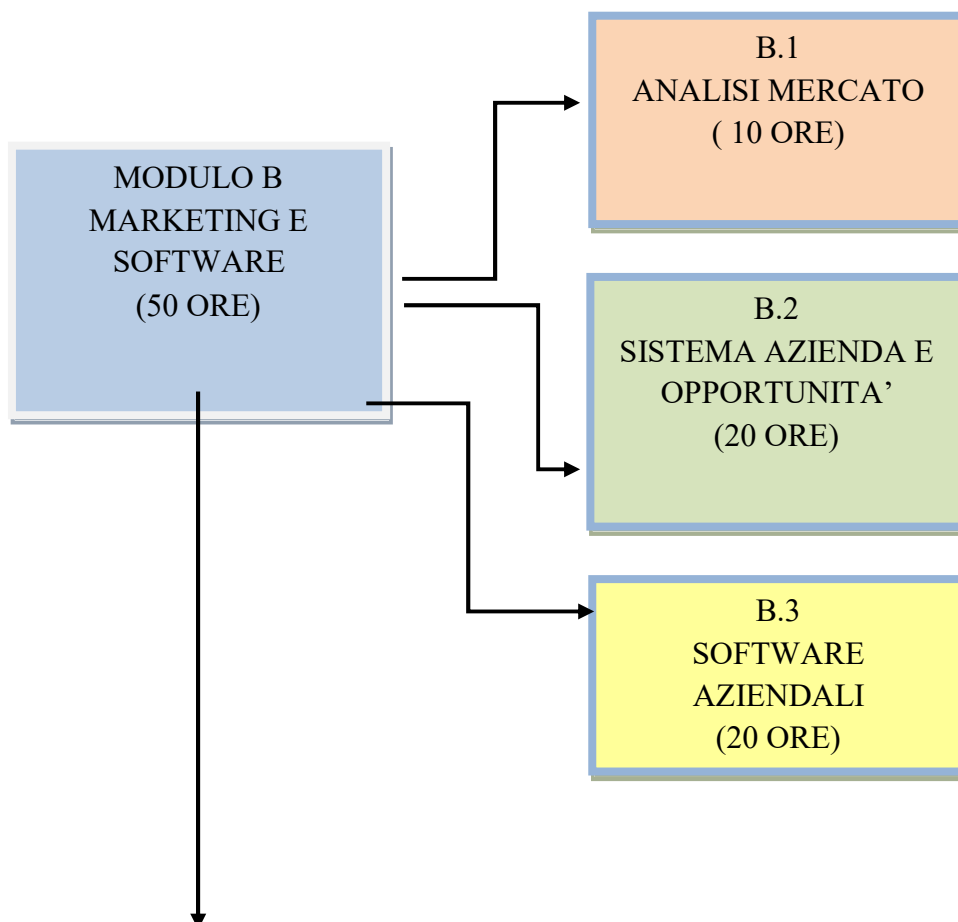 MODULO B
MARKETING E
SOFTWARE
(50 ORE)
B.1
ANALISI MERCATO
( 10 ORE)
B.2
SISTEMA AZIENDA E
OPPORTUNITA’
(20 ORE)
B.3
SOFTWARE
AZIENDALI
(20 ORE)